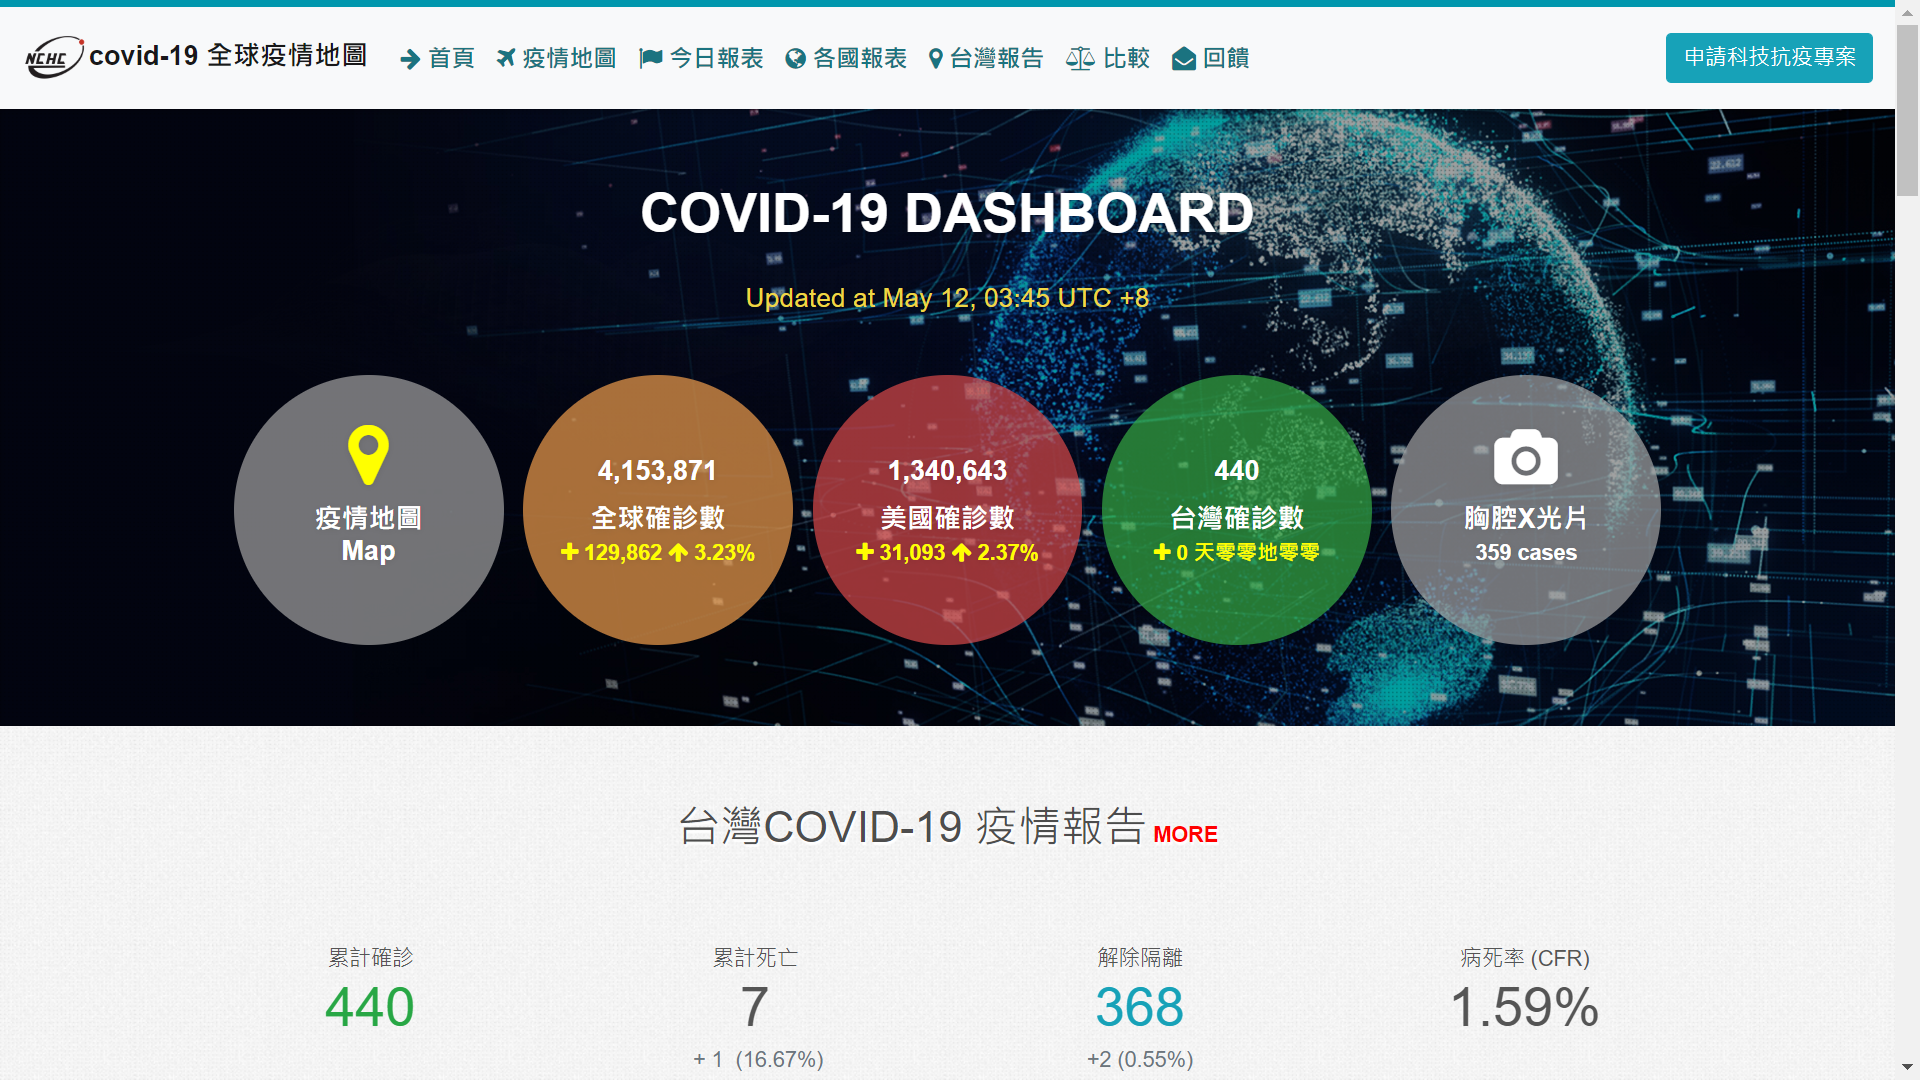 NCHC covid-19 全球疫情地圖
首頁 疫情地圖 今日報表 各國報表 台灣報告 比較 回饋
申請科技抗疫專案
COVID-19 DASHBOARD
Updated at May 12, 03:45 UTC +8
疫情地圖
Map
4,153,871
全球確診數
+ 129,862 ↑ 3.23%
1,340,643
美國確診數
+ 31,093 ↑ 2.37%
440
台灣確診數
+ 0 天零零地零零
胸腔X光片
359 cases
台灣COVID-19 疫情報告 MORE
累計確診
440
累計死亡
7
+ 1 (16.67%)
解除隔離
368
+2 (0.55%)
病死率 (CFR)
1.59%